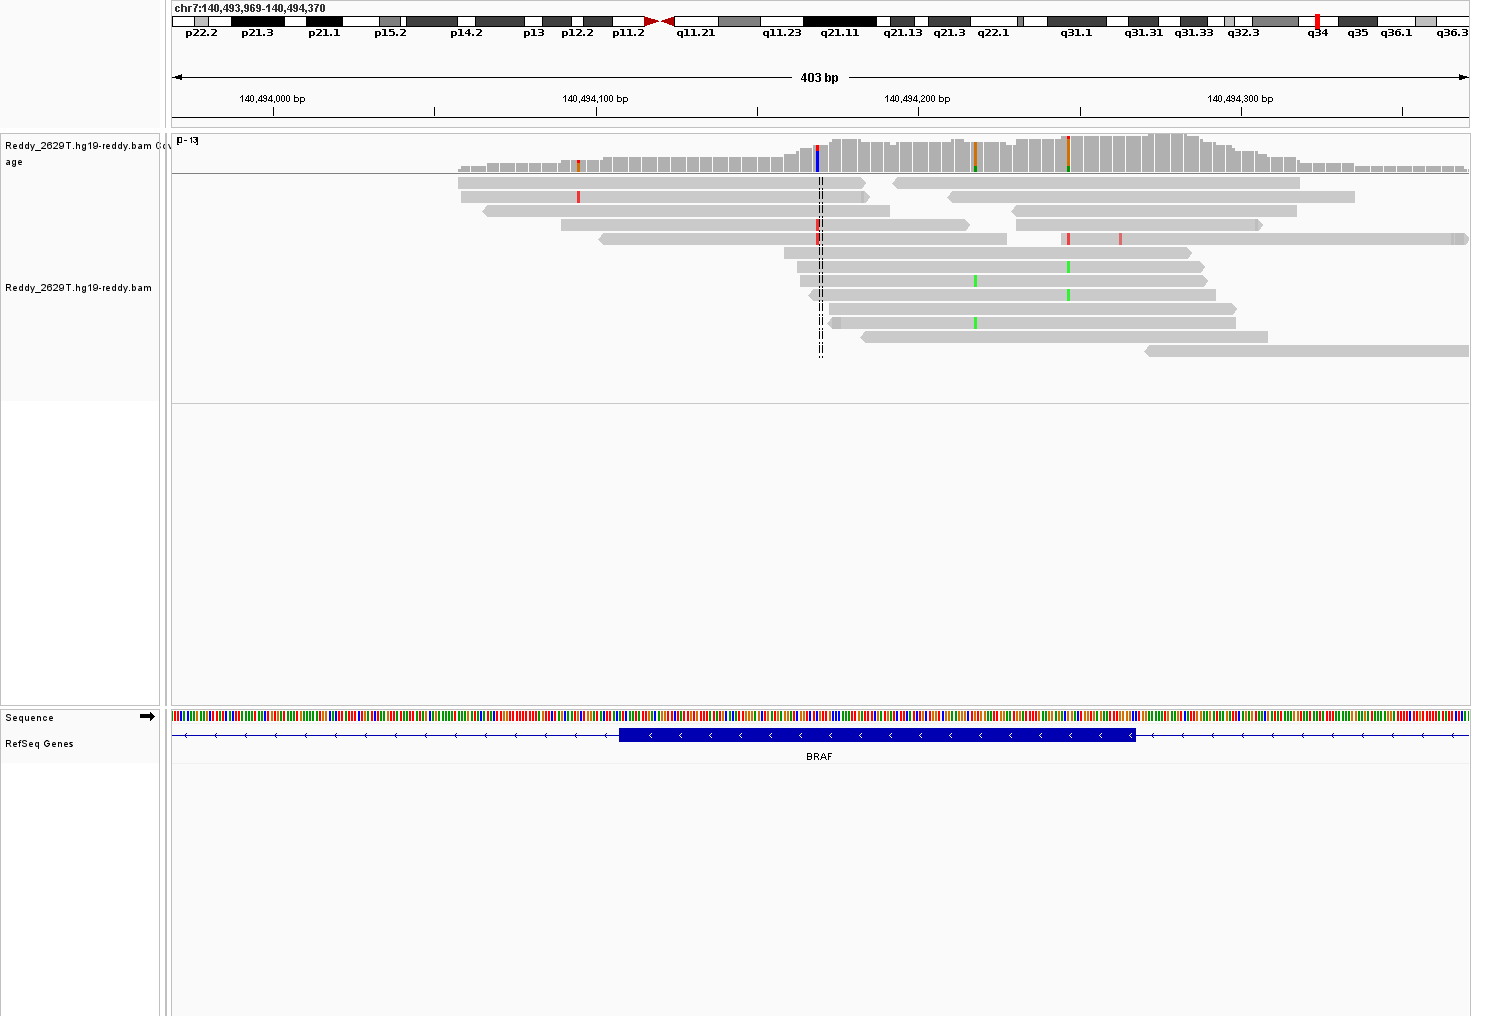 chr7:140,493,969-140,494,370
p22.2 p21.3 p21.1 p15.2 p14.2 p13 p12.2 p11.2 q11.21 q11.23 q21.11 q21.13 q21.3 q22.1 q31.1 q31.31 q31.33 q32.3 q34 q35 q36.1 q36.3
403 bp
140,494,000 bp 140,494,100 bp 140,494,200 bp 140,494,300 bp
Reddy_2629T.hg19-reddy.bam Cov
age
[0 - 13]
Reddy_2629T.hg19-reddy.bam
Sequence
RefSeq Genes
BRAF